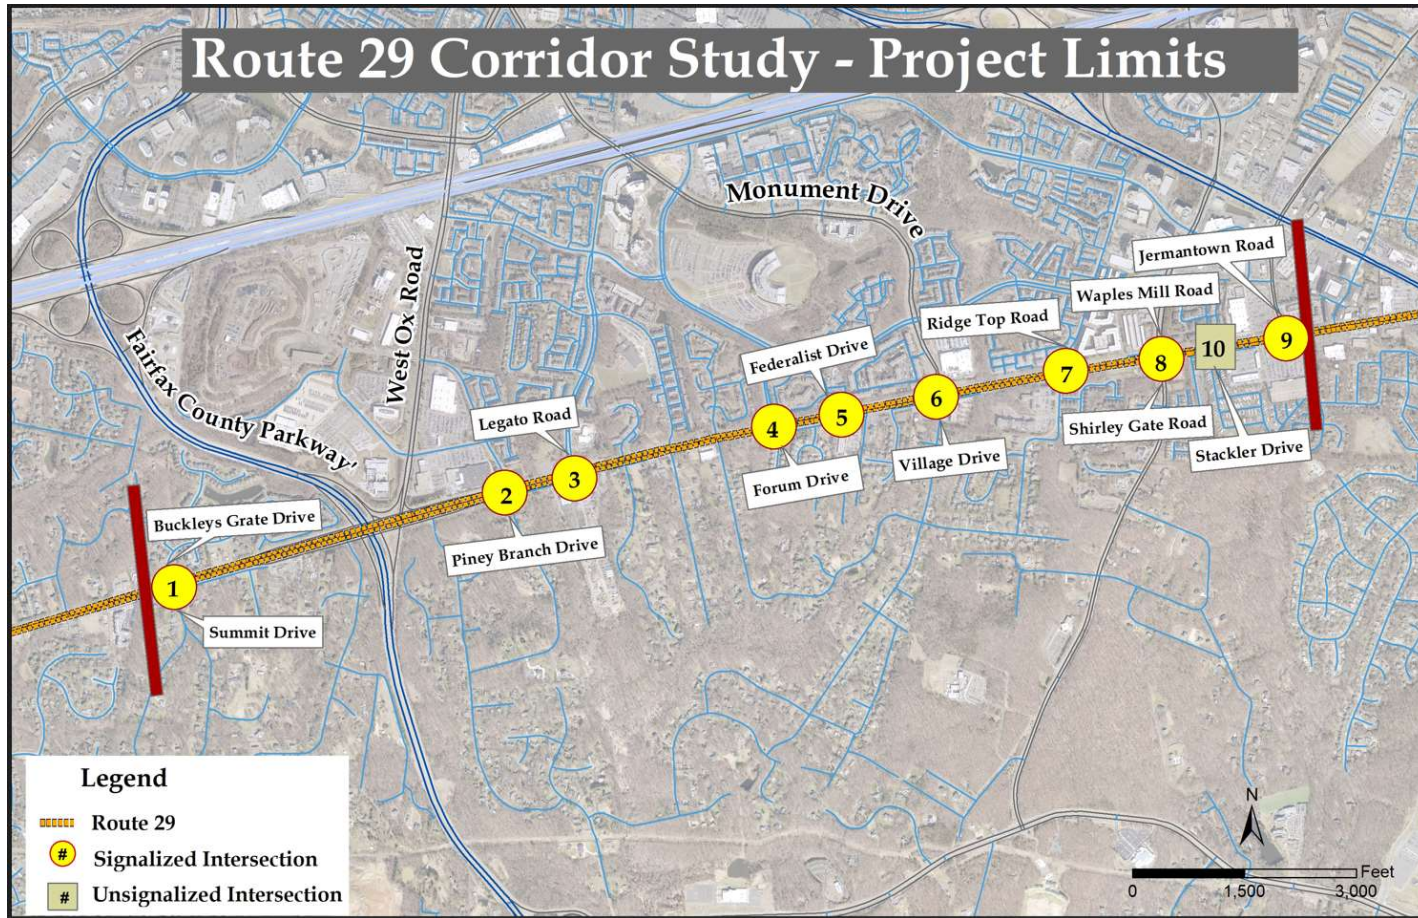 Route 29 Corridor Study - Project Limits
Monument Drive
Jermantown Road
Waples Mill Road
Ridge Top Road
Federalist Drive
West Ox Road
Fairfax County Parkway'
Legato Road
9
10
8
7
6
5
4
3
2
1
Shirley Gate Road
Stackler Drive
Village Drive
Forum Drive
Piney Branch Drive
Buckleys Grate Drive
Summit Drive
Legend
Route 29
# Signalized Intersection
# Unsignalized Intersection
N
Feet
0 1,500 3,000